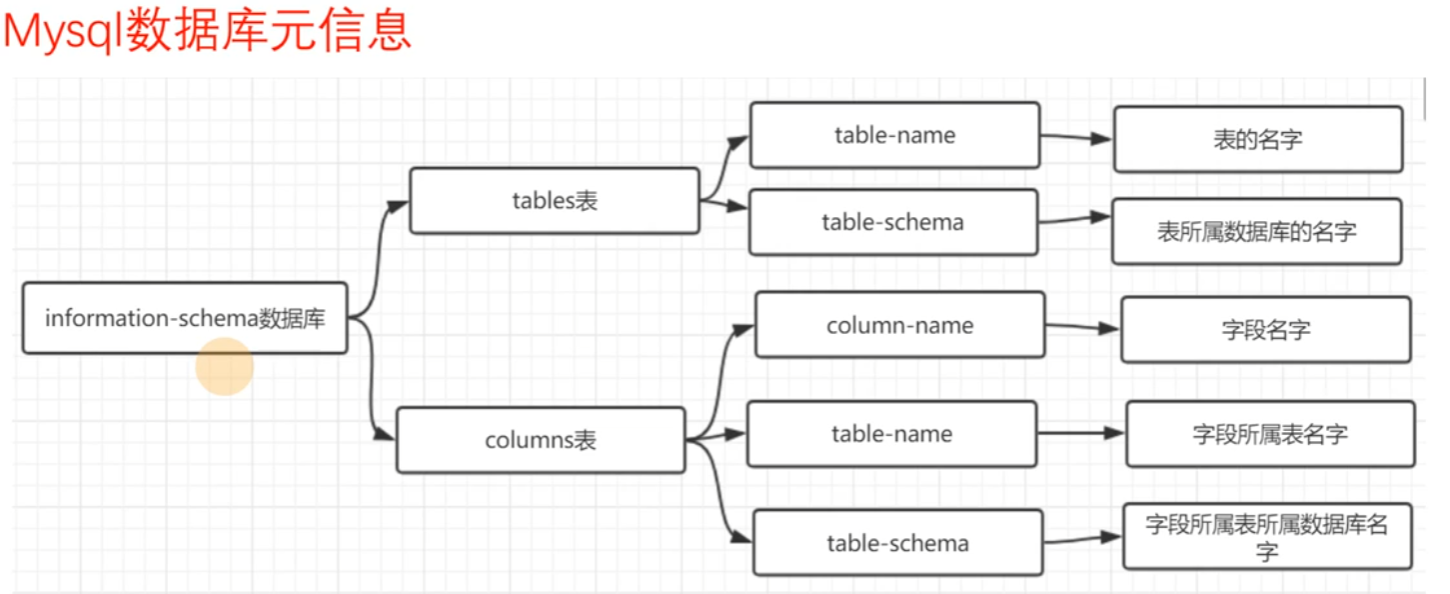 Mysql数据库元信息
table-name
表的名字
tables表
table-schema
表所属数据库的名字
information-schema数据库
column-name
字段名字
columns表
table-name
字段所属表名字
table-schema
字段所属表所属数据库名
字